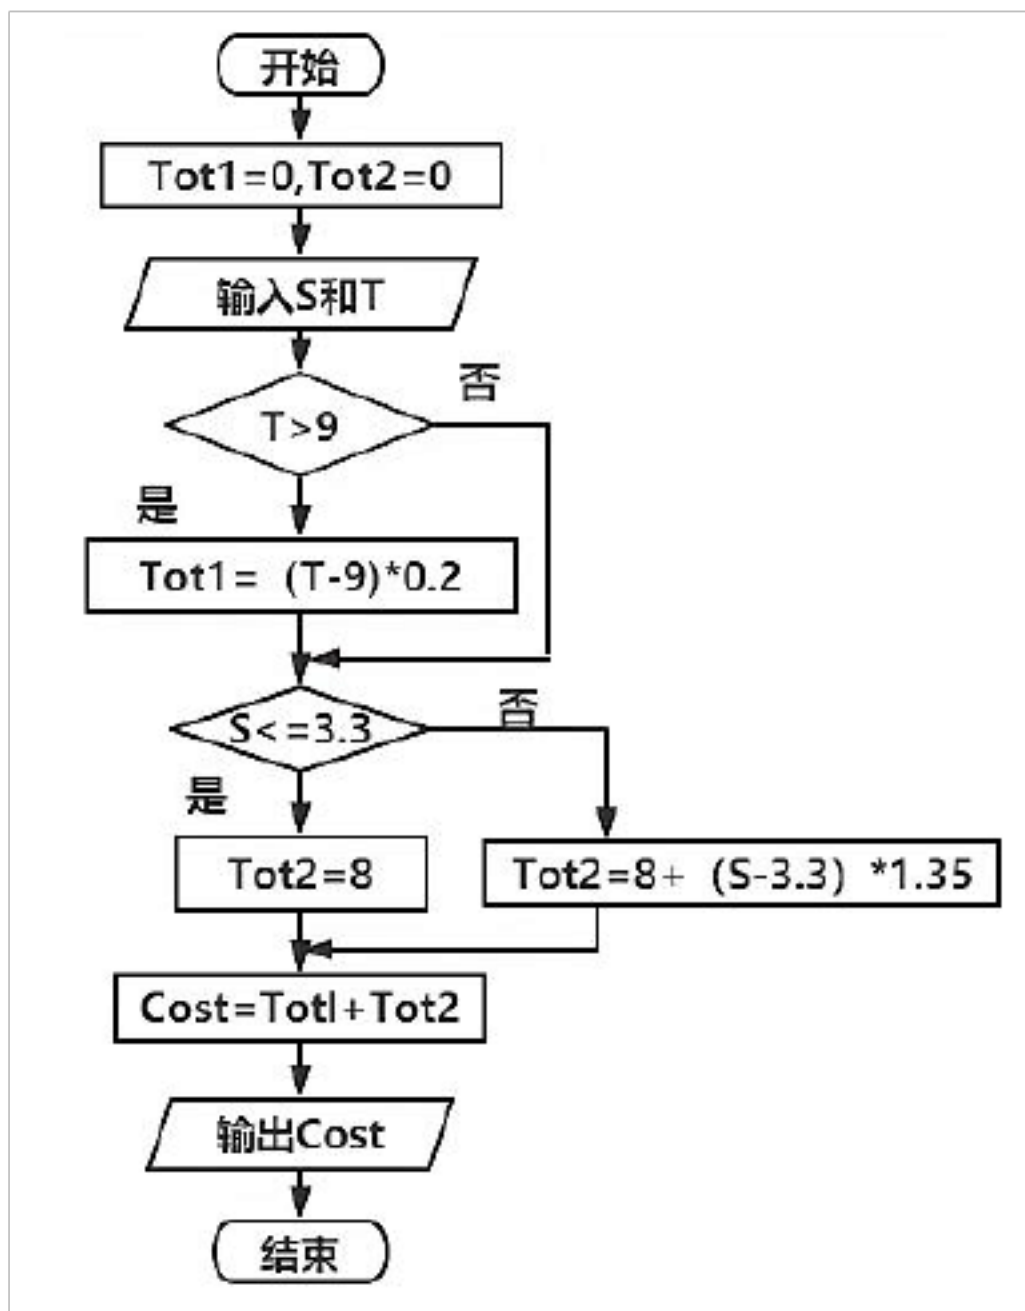 开始
Tot1=0,Tot2=0
输入S和T
T>9
否
是
Tot1= (T-9)*0.2
S<=3.3
否
是
Tot2=8
Tot2=8+ (S-3.3) *1.35
Cost=Totl+Tot2
输出Cost
结束